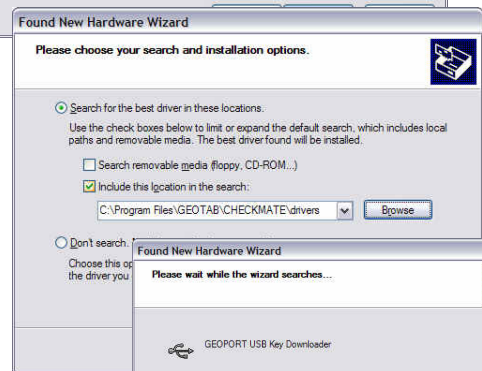 Found New Hardware Wizard
Please choose your search and installation options.
Search for the best driver in these locations.
Use the check boxes below to limit or expand the default search, which includes local
paths and removable media. The best driver found will be installed.
Search removable media (floppy, CD-ROM...)
Include this location in the search:
C:\Program Files\GEOTAB\CHECKMATE\drivers
Browse
Don't search.
Choose this op
the driver you
Found New Hardware Wizard
Please wait while the wizard searches...
GEOPORT USB Key Downloader